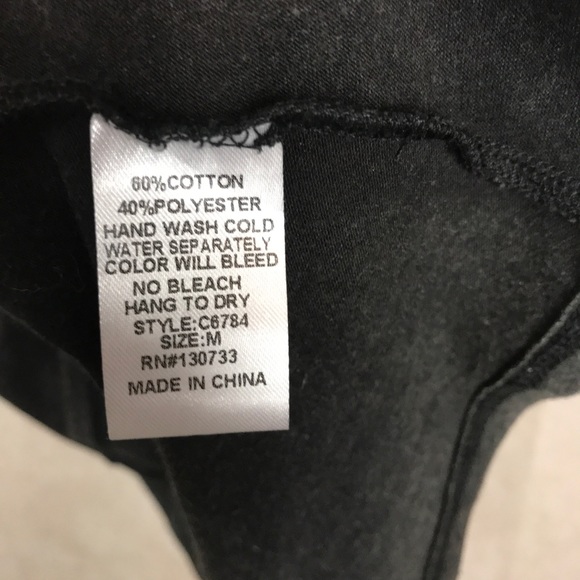 60%COTTON
40%POLYESTER
HAND WASH COLD
WATER SEPARATELY
COLOR WILL BLEED
NO BLEACH
HANG TO DRY
STYLE:C6784
SIZE:M
RN#130733
MADE IN CHINA